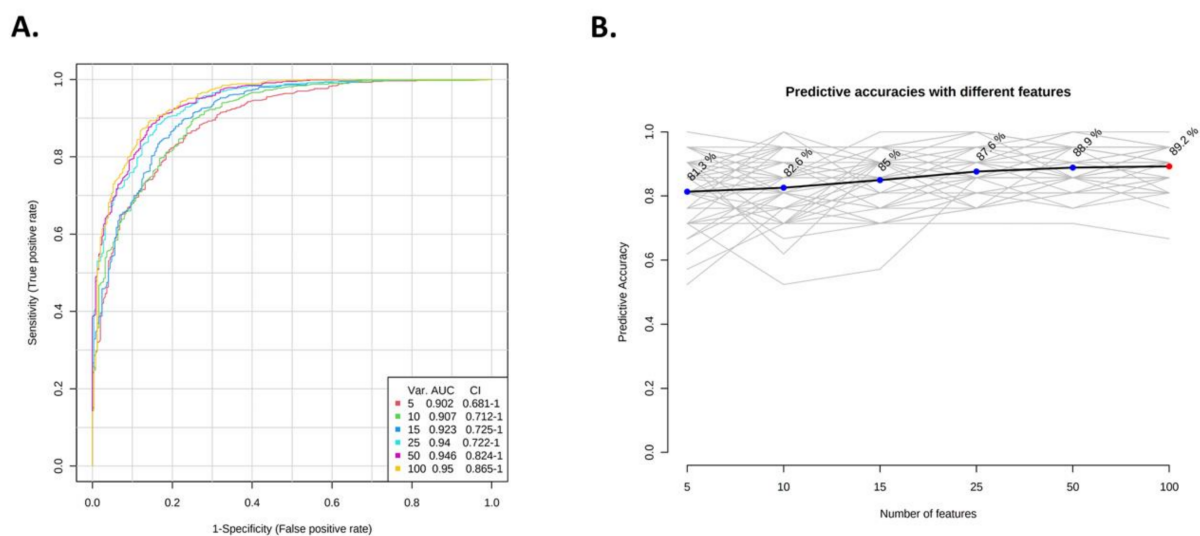 A.
Sensitivity (True positive rate)
1.0
0.8
0.6
0.4
0.2
0.0
Var. AUC CI
5 0.902 0.681-1
10 0.907 0.712-1
15 0.923 0.725-1
25 0.94 0.722-1
50 0.946 0.824-1
100 0.95 0.865-1
0.0 0.2 0.4 0.6 0.8 1.0
1-Specificity (False positive rate)
B.
Predictive accuracies with different features
Predictive Accuracy
1.0
0.8
0.6
0.4
0.2
0.0
81.3 % 82.6 % 85 % 87.6 % 88.9 % 89.2 %
5 10 15 25 50 100
Number of features